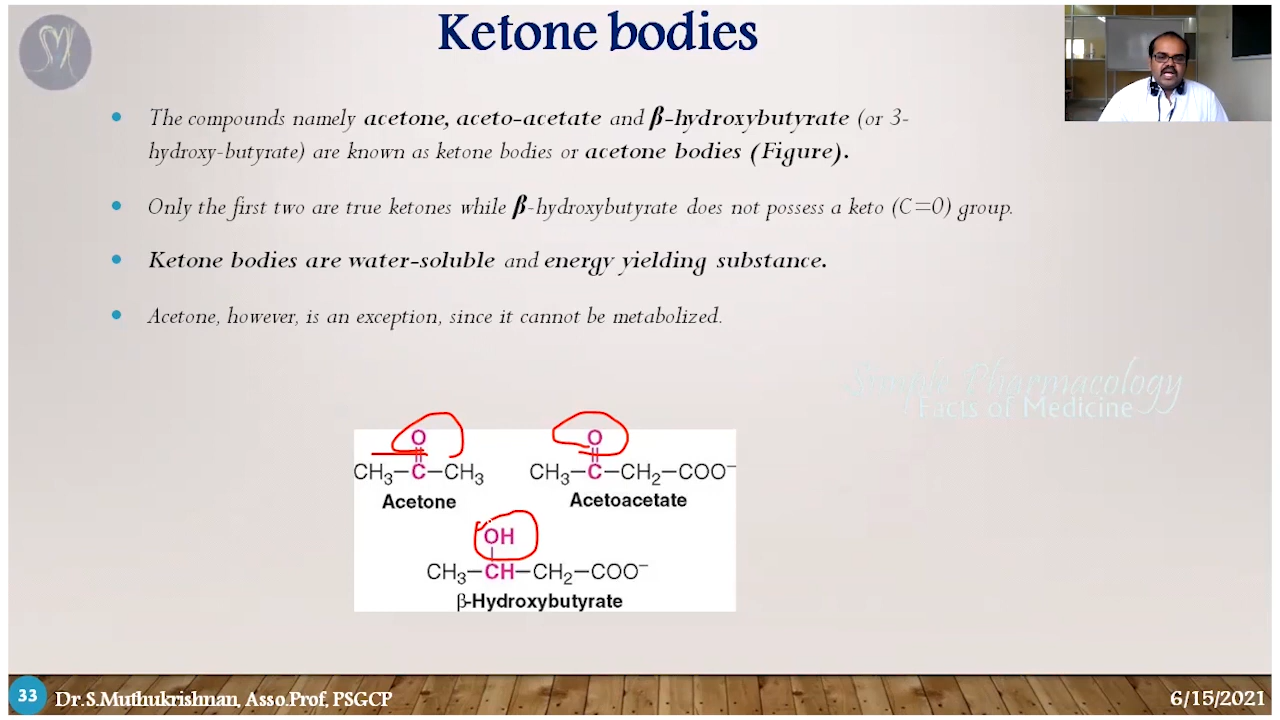 Ketone bodies
SM
• The compounds namely acetone, aceto-acetate and β-hydroxybutyrate (or 3-
hydroxy-butyrate) are known as ketone bodies or acetone bodies (Figure).
• Only the first two are true ketones while β-hydroxybutyrate does not possess a keto (C=0) group.
• Ketone bodies are water-soluble and energy yielding substance.
• Acetone, however, is an exception, since it cannot be metabolized.
Simple Pharmacology
Facts of Medicine
O O
CH₃–C–CH₃ CH₃–C–CH₂–COO⁻
Acetone Acetoacetate
OH
CH₃–CH–CH₂–COO⁻
β-Hydroxybutyrate
33 Dr.S.Muthukrishnan, Asso.Prof, PSGCP 6/15/2021